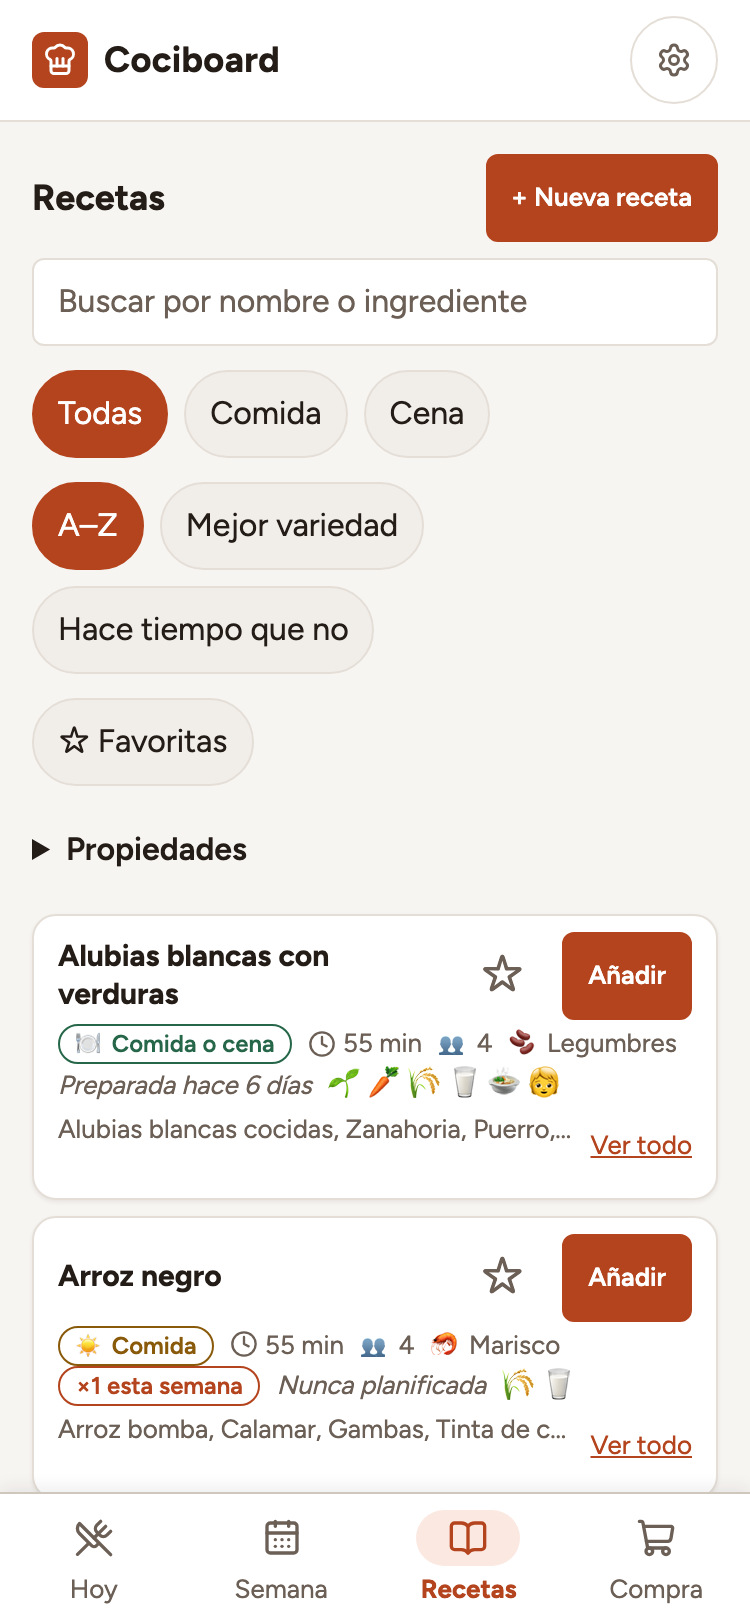 Cociboard
Recetas
+ Nueva receta
Buscar por nombre o ingrediente
Todas
Comida
Cena
A–Z
Mejor variedad
Hace tiempo que no
☆ Favoritas
▶ Propiedades
Alubias blancas con
verduras
Añadir
Comida o cena 55 min 4 Legumbres
Preparada hace 6 días
Alubias blancas cocidas, Zanahoria, Puerro,...
Ver todo
Arroz negro
Añadir
Comida 55 min 4 Marisco
×1 esta semana Nunca planificada
Arroz bomba, Calamar, Gambas, Tinta de c...
Ver todo
Hoy
Semana
Recetas
Compra